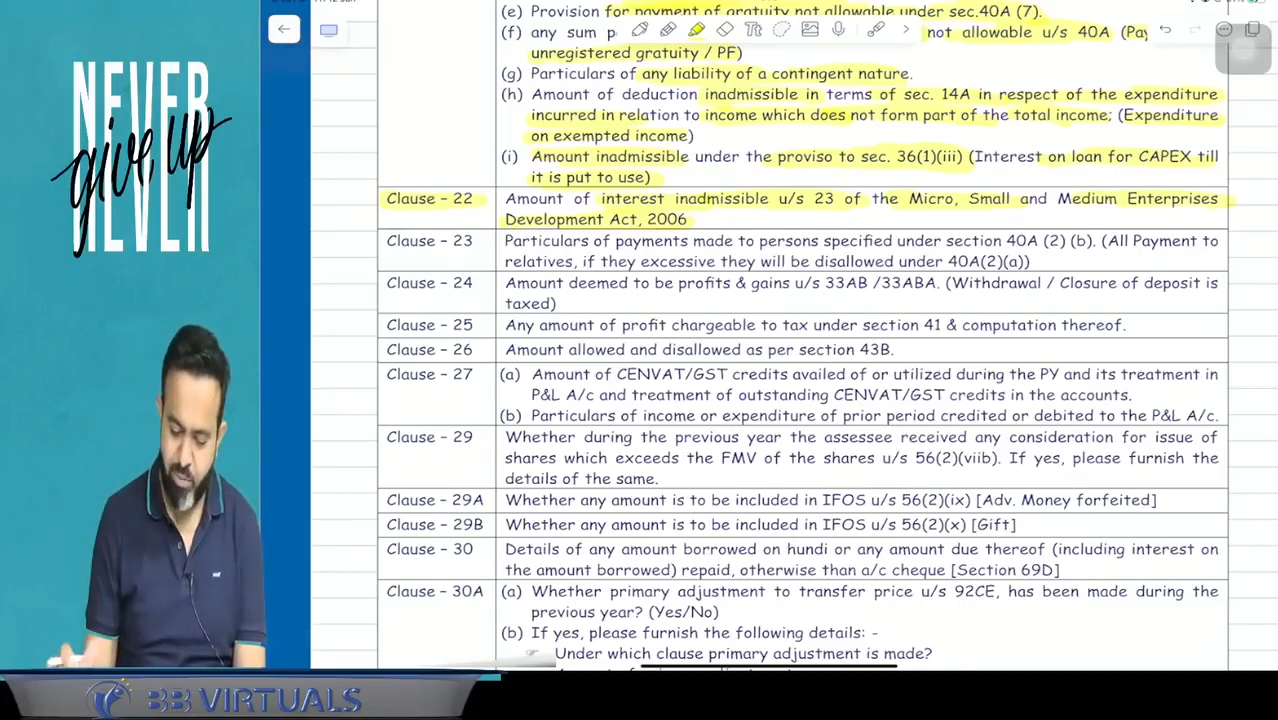 NEVER
give up
NEVER
(e) Provision for payment of gratuity not allowable under sec.40A (7).
(f) any sum p not allowable u/s 40A (Pay
unregistered gratuity / PF)
(g) Particulars of any liability of a contingent nature.
(h) Amount of deduction inadmissible in terms of sec. 14A in respect of the expenditure
incurred in relation to income which does not form part of the total income; (Expenditure
on exempted income)
(i) Amount inadmissible under the proviso to sec. 36(1)(iii) (Interest on loan for CAPEX till
it is put to use)
Clause - 22 Amount of interest inadmissible u/s 23 of the Micro, Small and Medium Enterprises
Development Act, 2006
Clause - 23 Particulars of payments made to persons specified under section 40A (2) (b). (All Payment to
relatives, if they excessive they will be disallowed under 40A(2)(a))
Clause - 24 Amount deemed to be profits & gains u/s 33AB /33ABA. (Withdrawal / Closure of deposit is
taxed)
Clause - 25 Any amount of profit chargeable to tax under section 41 & computation thereof.
Clause - 26 Amount allowed and disallowed as per section 43B.
Clause - 27 (a) Amount of CENVAT/GST credits availed of or utilized during the PY and its treatment in
P&L A/c and treatment of outstanding CENVAT/GST credits in the accounts.
(b) Particulars of income or expenditure of prior period credited or debited to the P&L A/c.
Clause - 29 Whether during the previous year the assessee received any consideration for issue of
shares which exceeds the FMV of the shares u/s 56(2)(viib). If yes, please furnish the
details of the same.
Clause - 29A Whether any amount is to be included in IFOS u/s 56(2)(ix) [Adv. Money forfeited]
Clause - 29B Whether any amount is to be included in IFOS u/s 56(2)(x) [Gift]
Clause - 30 Details of any amount borrowed on hundi or any amount due thereof (including interest on
the amount borrowed) repaid, otherwise than a/c cheque [Section 69D]
Clause - 30A (a) Whether primary adjustment to transfer price u/s 92CE, has been made during the
previous year? (Yes/No)
(b) If yes, please furnish the following details: -
Under which clause primary adjustment is made?
BB VIRTUALS